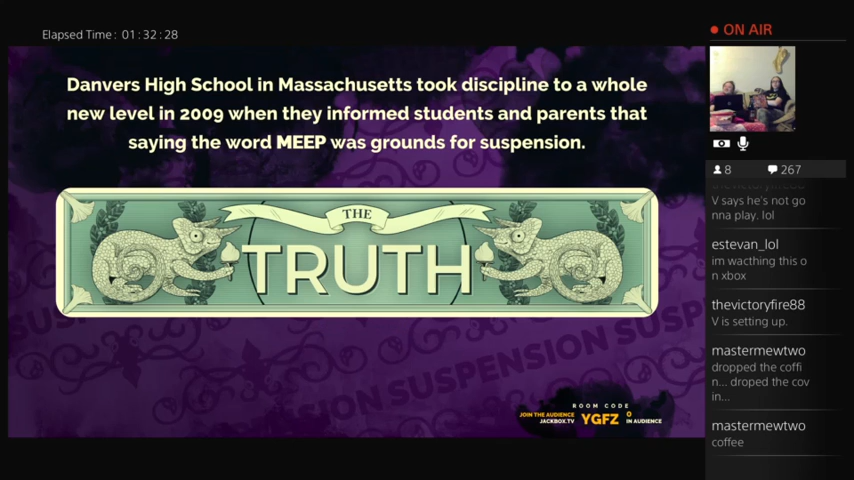 Elapsed Time: 01:32:28
ON AIR
Danvers High School in Massachusetts took discipline to a whole
new level in 2009 when they informed students and parents that
saying the word MEEP was grounds for suspension.
THE
TRUTH
SUSPENSION SUSP
ROOM CODE
JOIN THE AUDIENCE
JACKBOX.TV
YGFZ
0
IN AUDIENCE
8
267
V says he's not go
nna play. lol
estevan_lol
im wacthing this o
n xbox
thevictoryfire88
V is setting up.
mastermewtwo
dropped the coffi
n... droped the cov
in...
mastermewtwo
coffee